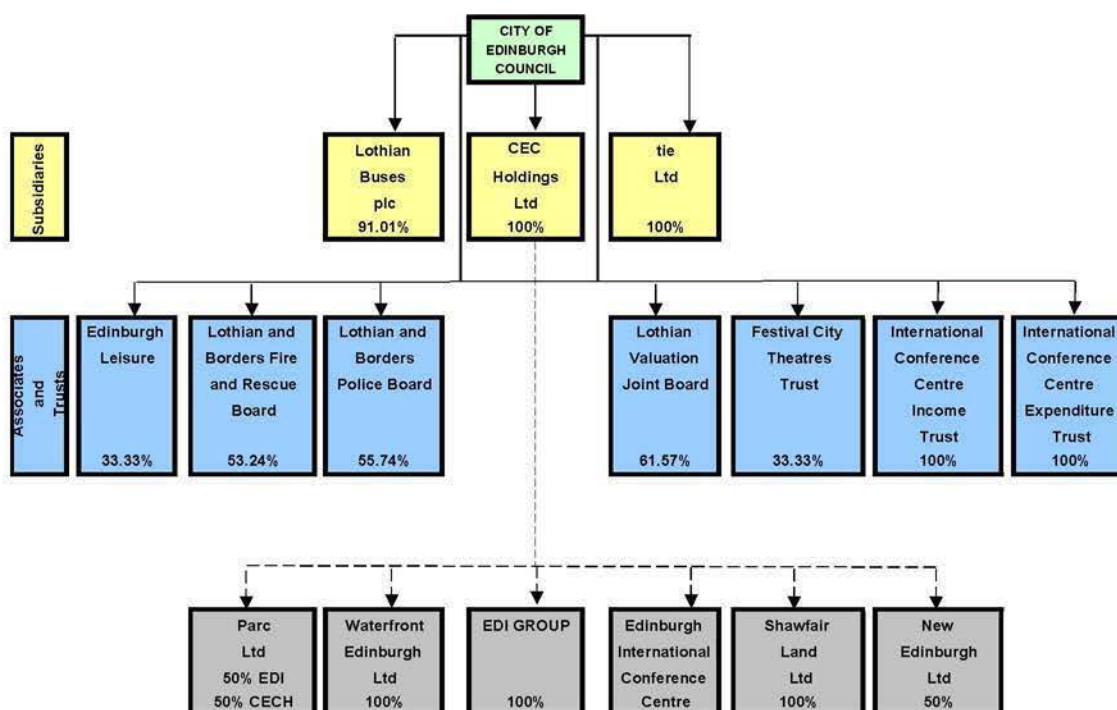 CITY OF
EDINBURGH
COUNCIL
Subsidiaries
Lothian
Buses
plc
91.01%
CEC
Holdings
Ltd
100%
tie
Ltd
100%
Associates
and
Trusts
Edinburgh
Leisure
33.33%
Lothian and
Borders Fire
and Rescue
Board
53.24%
Lothian and
Borders
Police Board
55.74%
Lothian
Valuation
Joint Board
61.57%
Festival City
Theatres
Trust
33.33%
International
Conference
Centre
Income
Trust
100%
International
Conference
Centre
Expenditure
Trust
100%
Parc
Ltd
50% EDI
50% CECH
Waterfront
Edinburgh
Ltd
100%
EDI GROUP
100%
Edinburgh
International
Conference
Centre
Shawfair
Land
Ltd
100%
New
Edinburgh
Ltd
50%